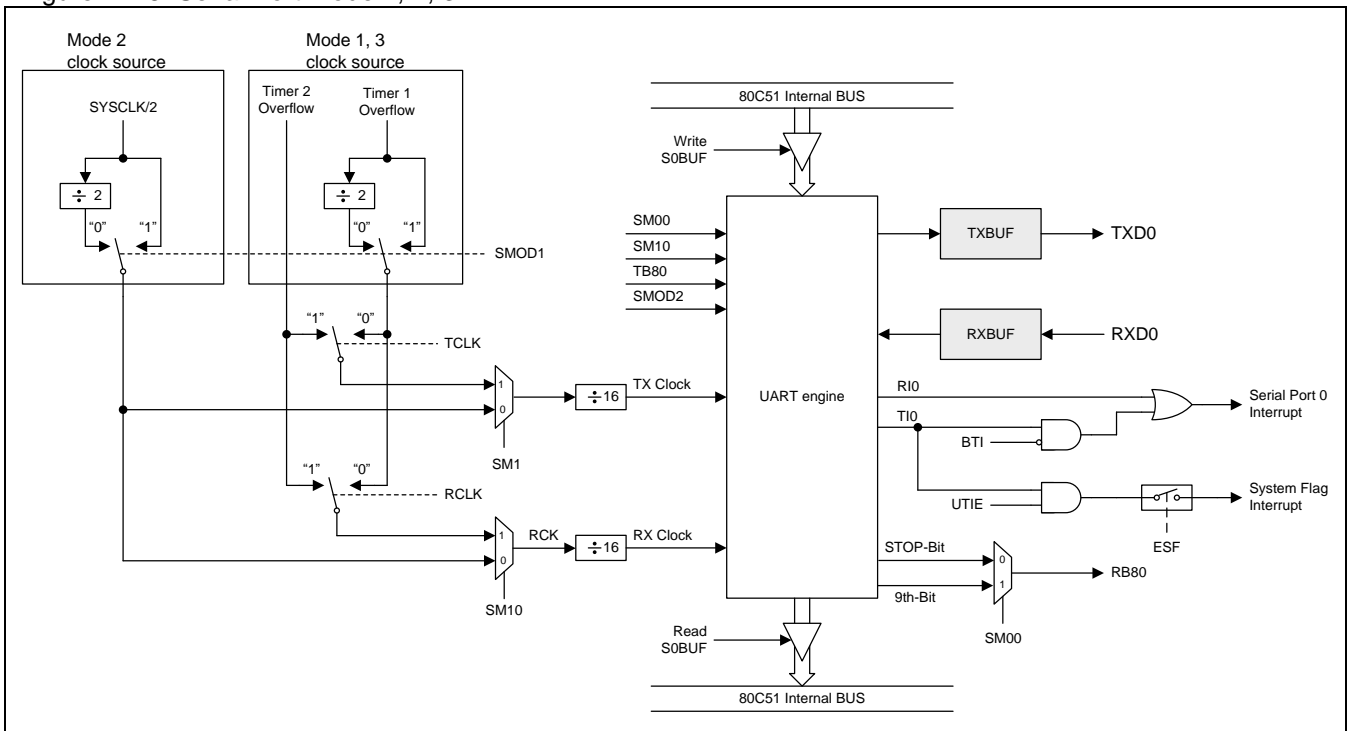 Mode 2
clock source
Mode 1, 3
clock source
SYSCLK/2
Timer 2
Overflow
Timer 1
Overflow
÷ 2
÷ 2
“0”
“1”
“0”
“1”
SMOD1
“1”
“0”
TCLK
1
0
SM1
÷16
TX Clock
“1”
“0”
RCLK
1
0
SM10
RCK
÷16
RX Clock
80C51 Internal BUS
Write
S0BUF
SM00
SM10
TB80
SMOD2
UART engine
TXBUF
TXD0
RXBUF
RXD0
RI0
TI0
BTI
Serial Port 0
Interrupt
UTIE
ESF
System Flag
Interrupt
STOP-Bit
9th-Bit
0
1
SM00
RB80
Read
S0BUF
80C51 Internal BUS